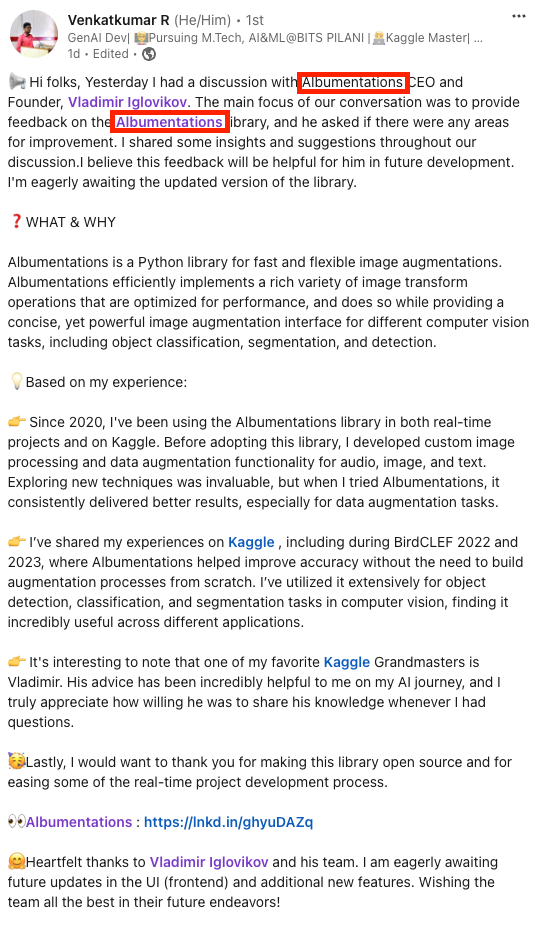 Venkatkumar R (He/Him) • 1st
GenAI Dev| Pursuing M.Tech, AI&ML@BITS PILANI | Kaggle Master| ...
1d • Edited •
Hi folks, Yesterday I had a discussion with Albumentations CEO and
Founder, Vladimir Iglovikov. The main focus of our conversation was to provide
feedback on the Albumentations library, and he asked if there were any areas
for improvement. I shared some insights and suggestions throughout our
discussion.I believe this feedback will be helpful for him in future development.
I'm eagerly awaiting the updated version of the library.
❓WHAT & WHY
Albumentations is a Python library for fast and flexible image augmentations.
Albumentations efficiently implements a rich variety of image transform
operations that are optimized for performance, and does so while providing a
concise, yet powerful image augmentation interface for different computer vision
tasks, including object classification, segmentation, and detection.
💡Based on my experience:
👉 Since 2020, I've been using the Albumentations library in both real-time
projects and on Kaggle. Before adopting this library, I developed custom image
processing and data augmentation functionality for audio, image, and text.
Exploring new techniques was invaluable, but when I tried Albumentations, it
consistently delivered better results, especially for data augmentation tasks.
👉 I’ve shared my experiences on Kaggle , including during BirdCLEF 2022 and
2023, where Albumentations helped improve accuracy without the need to build
augmentation processes from scratch. I’ve utilized it extensively for object
detection, classification, and segmentation tasks in computer vision, finding it
incredibly useful across different applications.
👉 It's interesting to note that one of my favorite Kaggle Grandmasters is
Vladimir. His advice has been incredibly helpful to me on my AI journey, and I
truly appreciate how willing he was to share his knowledge whenever I had
questions.
🥳Lastly, I would want to thank you for making this library open source and for
easing some of the real-time project development process.
👀Albumentations : https://lnkd.in/ghyuDAZq
🤗Heartfelt thanks to Vladimir Iglovikov and his team. I am eagerly awaiting
future updates in the UI (frontend) and additional new features. Wishing the
team all the best in their future endeavors!